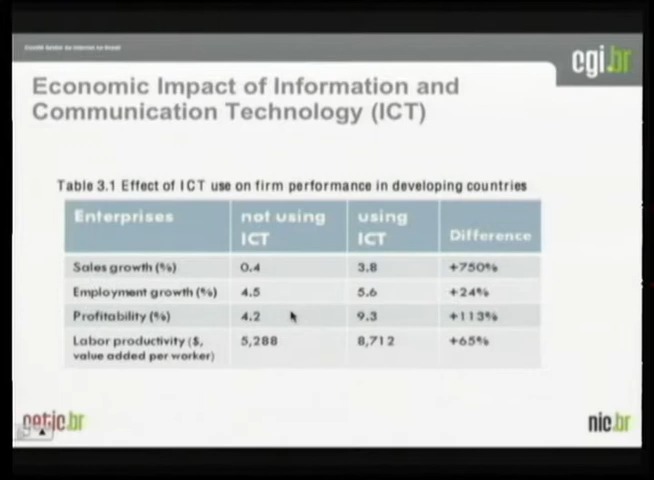 cgi.br
Economic Impact of Information and
Communication Technology (ICT)
Table 3.1 Effect of ICT use on firm performance in developing countries
Enterprises not using ICT using ICT Difference
Sales growth (%) 0.4 3.8 +750%
Employment growth (%) 4.5 5.6 +24%
Profitability (%) 4.2 9.3 +113%
Labor productivity ($, value added per worker) 5,288 8,712 +65%
cetic.br nic.br